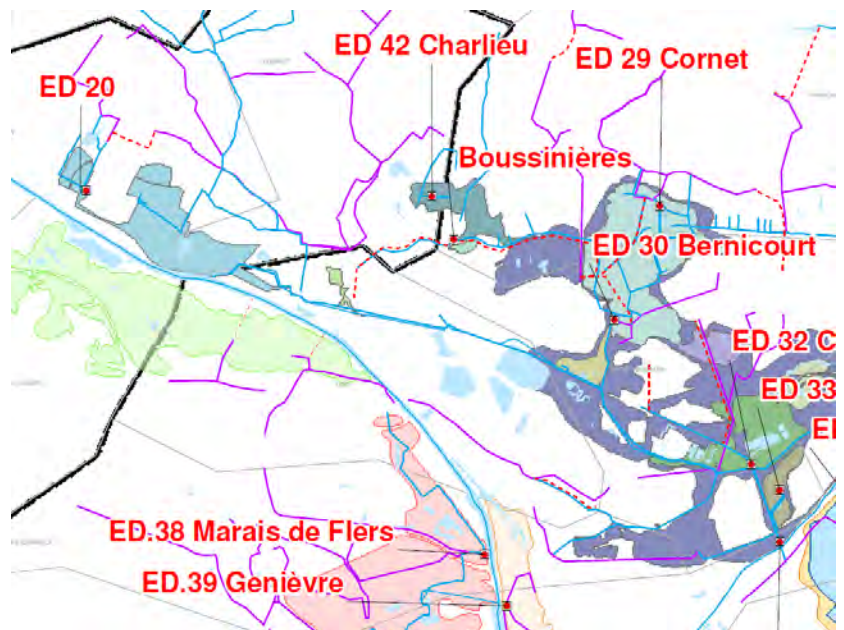 ED 42 Charlieu
ED 29 Cornet
ED 20
Boussinières
ED 30 Bernicourt
ED 32 C
ED 33
ED.38 Marais de Flers
ED.39 Genièvre